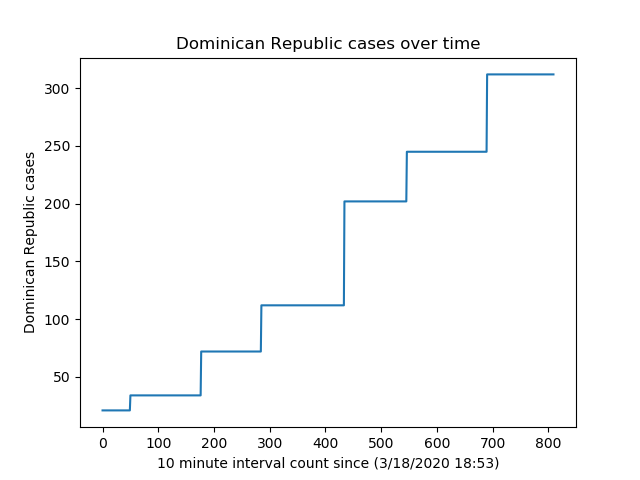 Dominican Republic cases over time
Dominican Republic cases
300
250
200
150
100
50
0 100 200 300 400 500 600 700 800
10 minute interval count since (3/18/2020 18:53)